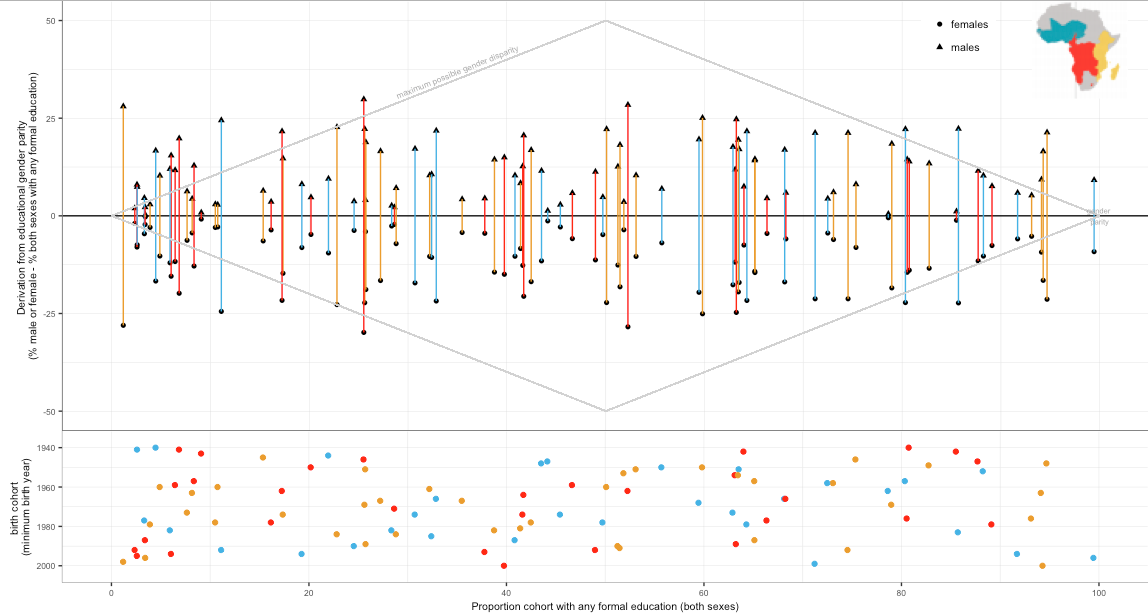 females
males
50
25
0
-25
-50
Derivation from educational gender parity
(% male or female - % both sexes with any formal education)
maximum possible gender disparity
gender
parity
1940
1960
1980
2000
birth cohort
(minimum birth year)
0
20
40
60
80
100
Proportion cohort with any formal education (both sexes)